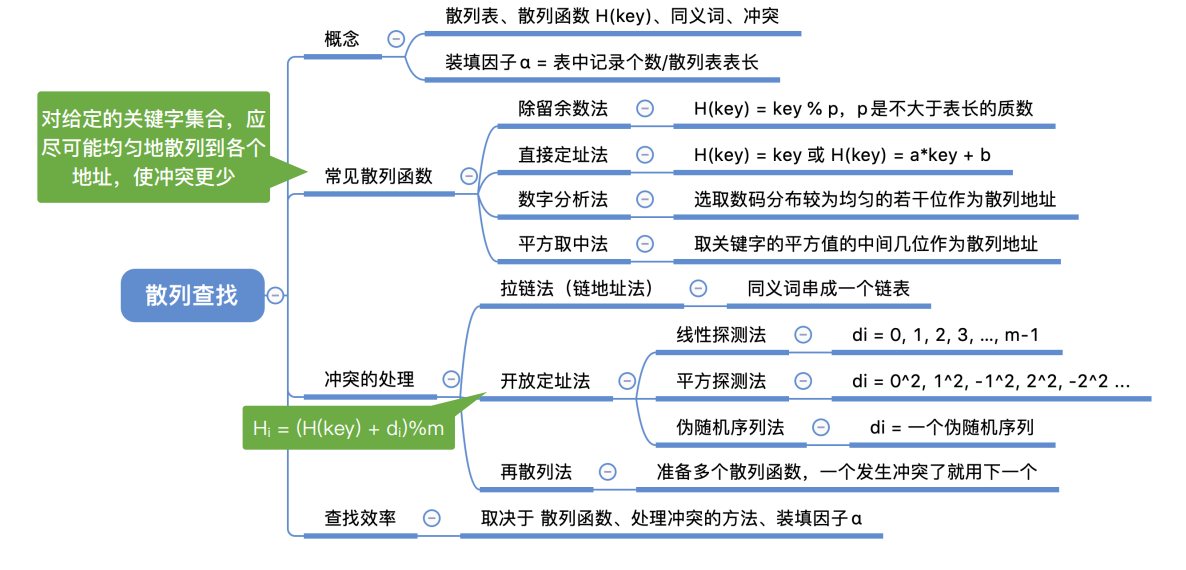 散列查找
概念
散列表、散列函数 H(key)、同义词、冲突
装填因子α = 表中记录个数/散列表表长
对给定的关键字集合，应
尽可能均匀地散列到各个
地址，使冲突更少
常见散列函数
除留余数法
H(key) = key % p，p是不大于表长的质数
直接定址法
H(key) = key 或 H(key) = a*key + b
数字分析法
选取数码分布较为均匀的若干位作为散列地址
平方取中法
取关键字的平方值的中间几位作为散列地址
冲突的处理
拉链法（链地址法）
同义词串成一个链表
开放定址法
Hᵢ = (H(key) + dᵢ)%m
线性探测法
di = 0, 1, 2, 3, ..., m-1
平方探测法
di = 0^2, 1^2, -1^2, 2^2, -2^2 ...
伪随机序列法
di = 一个伪随机序列
再散列法
准备多个散列函数，一个发生冲突了就用下一个
查找效率
取决于 散列函数、处理冲突的方法、装填因子α